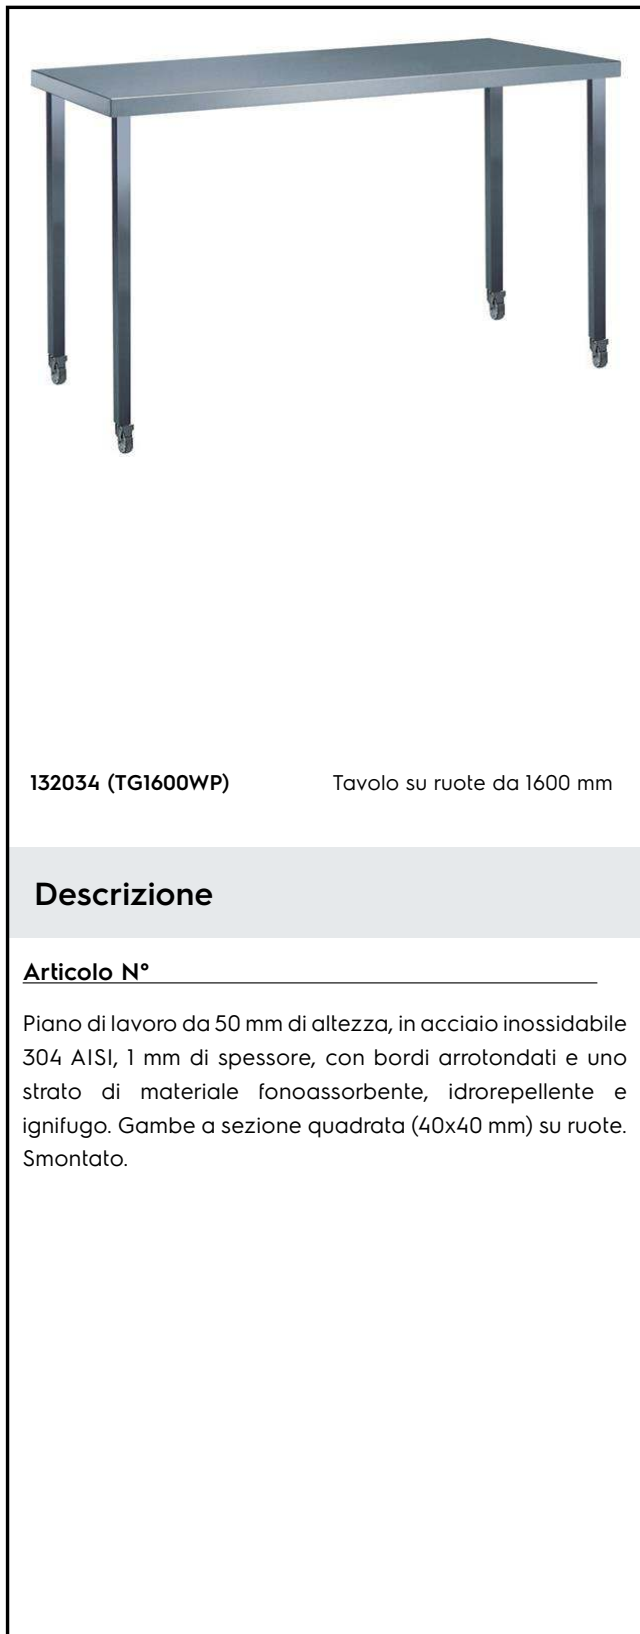 132034 (TG1600WP) Tavolo su ruote da 1600 mm
Descrizione
Articolo N°
Piano di lavoro da 50 mm di altezza, in acciaio inossidabile
304 AISI, 1 mm di spessore, con bordi arrotondati e uno
strato di materiale fonoassorbente, idrorepellente e
ignifugo. Gambe a sezione quadrata (40x40 mm) su ruote.
Smontato.